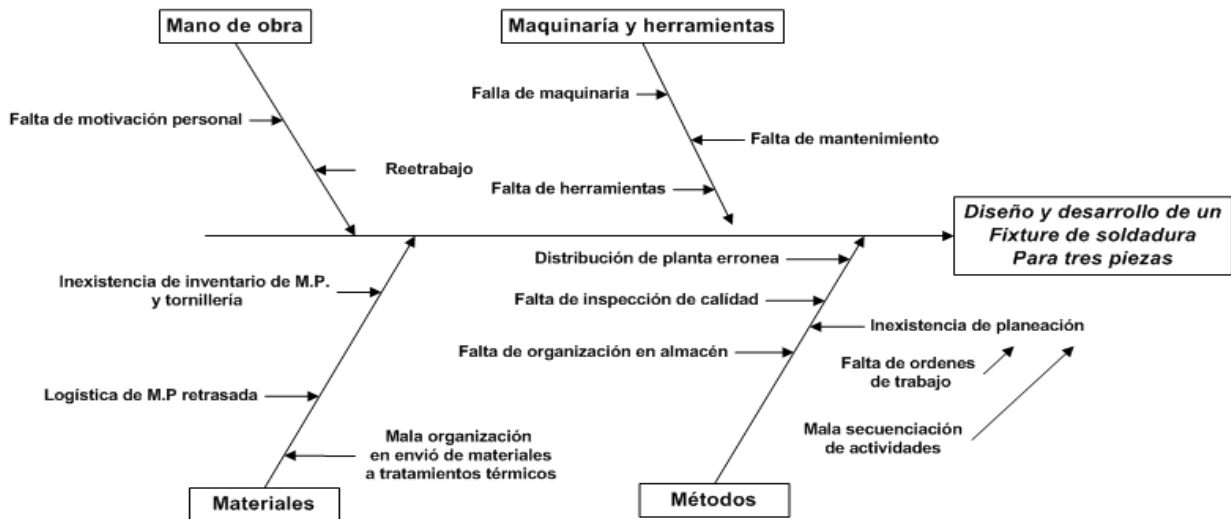 Mano de obra
Maquinaría y herramientas
Falla de maquinaria
Falta de motivación personal
Falta de mantenimiento
Reetrabajo
Falta de herramientas
Diseño y desarrollo de un
Fixture de soldadura
Para tres piezas
Distribución de planta erronea
Inexistencia de inventario de M.P.
y tornillería
Falta de inspección de calídad
Inexistencia de planeación
Falta de organización en almacén
Falta de ordenes
de trabajo
Logística de M.P retrasada
Mala organización
en envió de materiales
a tratamientos térmicos
Mala secuenciación
de actividades
Materiales
Métodos